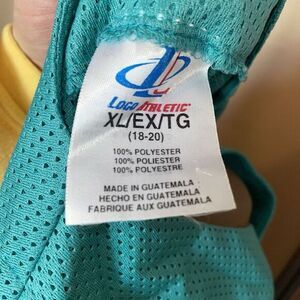 LOGO ATHLETIC
XL/EX/TG
(18-20)
100% POLYESTER
100% POLIESTER
100% POLYESTRE
MADE IN GUATEMALA
HECHO EN GUATEMALA
FABRIQUE AUX GUATEMALA